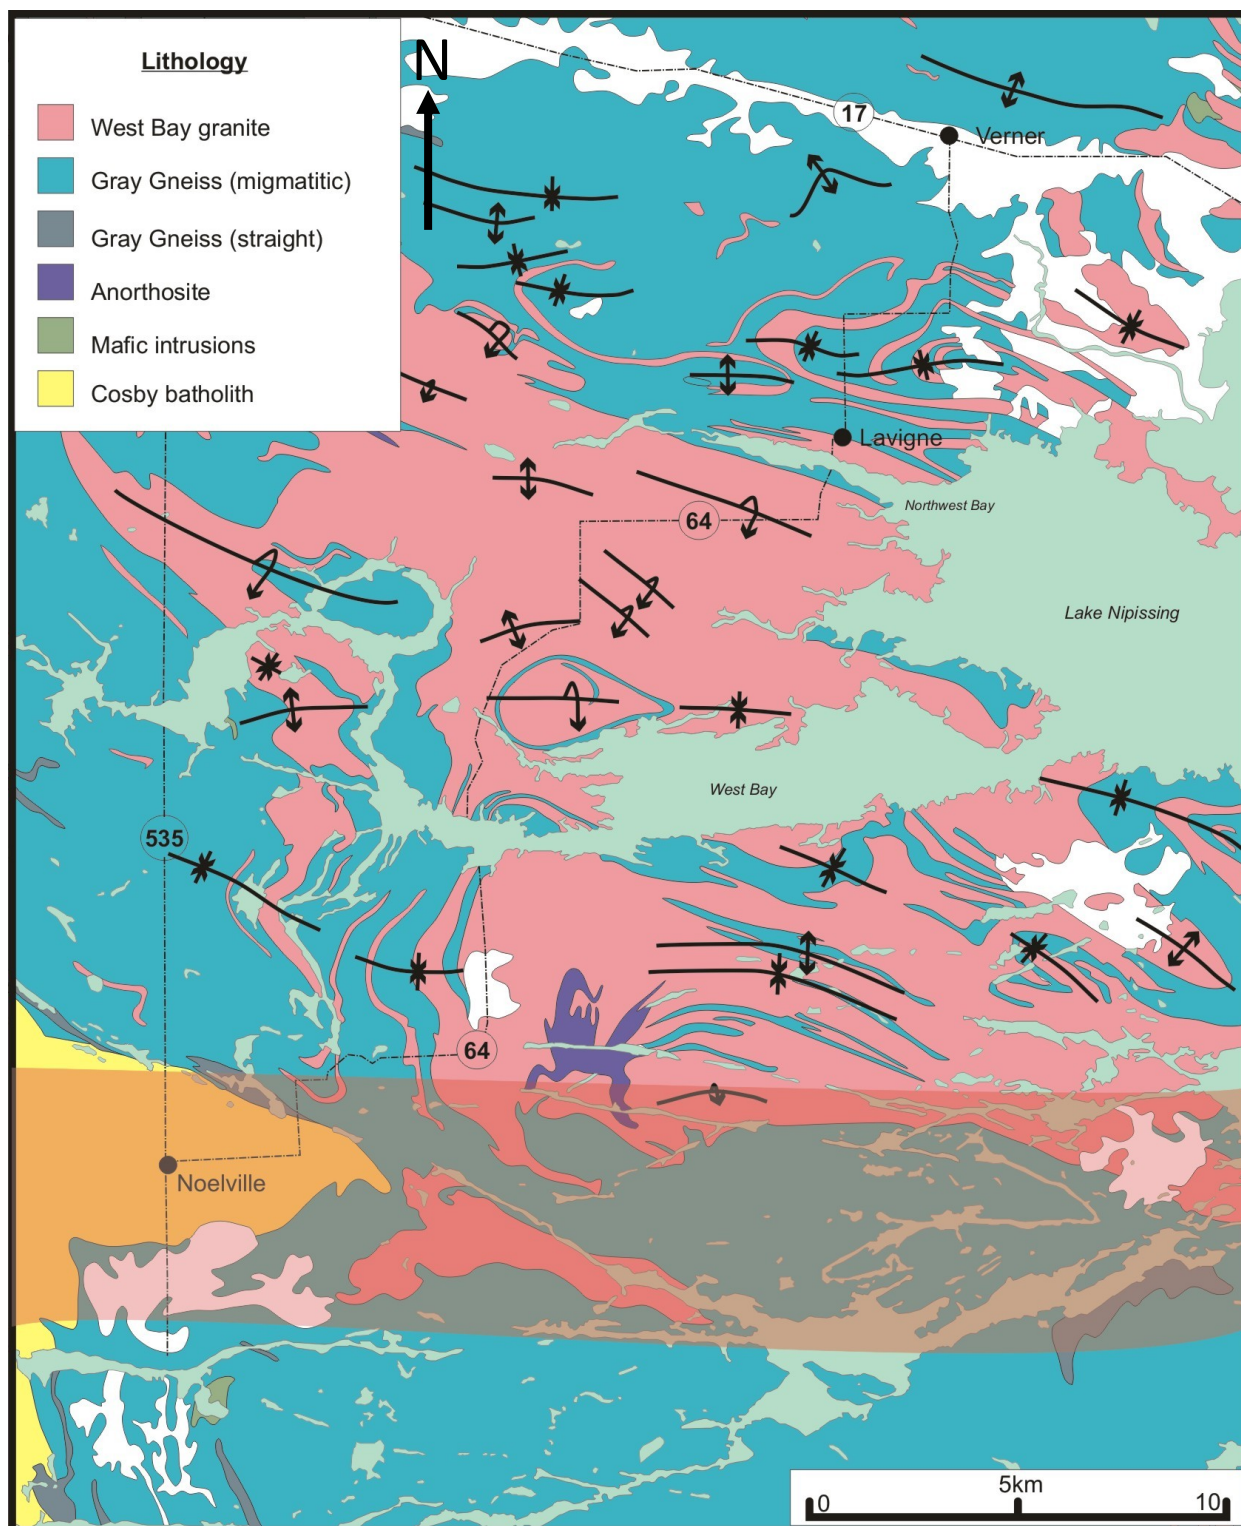 Lithology
West Bay granite
Gray Gneiss (migmatitic)
Gray Gneiss (straight)
Anorthosite
Mafic intrusions
Cosby batholith
N
17
Verner
Lavigne
Northwest Bay
64
Lake Nipissing
West Bay
535
64
Noelville
5km
0
10